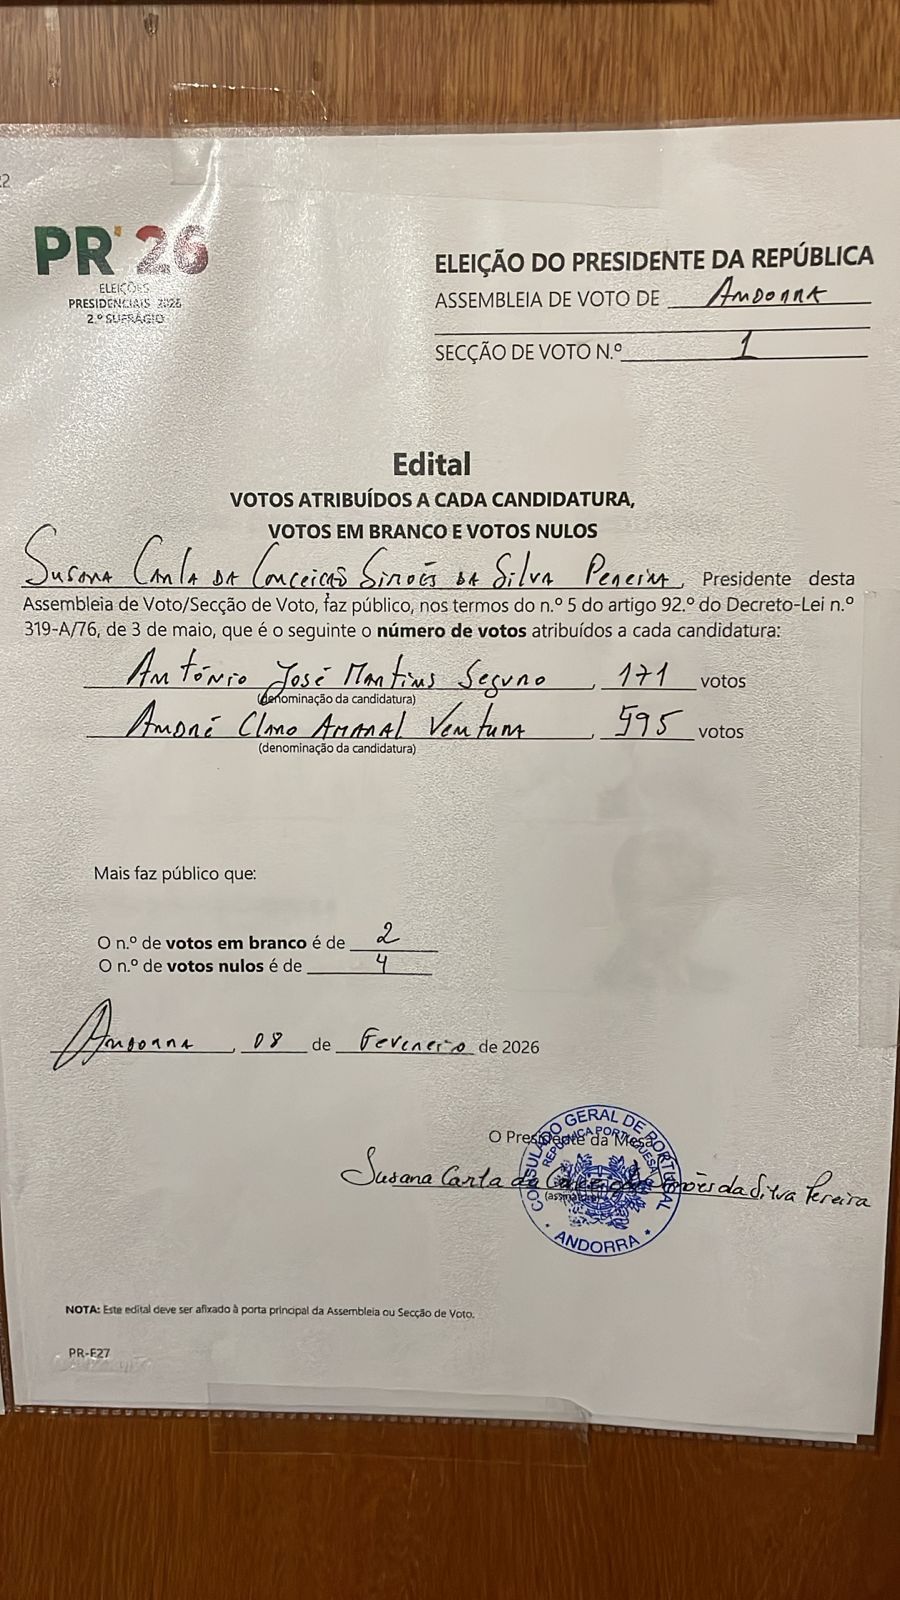 22
PR'26
ELEIÇÕES
PRESIDENCIAIS 2026
2.º SUFRÁGIO
ELEIÇÃO DO PRESIDENTE DA REPÚBLICA
ASSEMBLEIA DE VOTO DE ANDORRA
SECÇÃO DE VOTO N.º 1
Edital
VOTOS ATRIBUÍDOS A CADA CANDIDATURA,
VOTOS EM BRANCO E VOTOS NULOS
Susana Carla da Conceição Simões da Silva Pereira, Presidente desta
Assembleia de Voto/Secção de Voto, faz público, nos termos do n.º 5 do artigo 92.º do Decreto-Lei n.º
319-A/76, de 3 de maio, que é o seguinte o número de votos atribuídos a cada candidatura:
António José Martins Seguro, 171 votos
(denominação da candidatura)
André Claro Amaral Ventura, 595 votos
(denominação da candidatura)
Mais faz público que:
O n.º de votos em branco é de 2
O n.º de votos nulos é de 4
Andorra, 08 de Fevereiro de 2026
O Presidente da Mesa
Susana Carla da Conceição Simões da Silva Pereira
(assinatura)
CONSULADO GERAL DE PORTUGAL
REPÚBLICA PORTUGUESA
* ANDORRA *
NOTA: Este edital deve ser afixado à porta principal da Assembleia ou Secção de Voto.
PR-E27